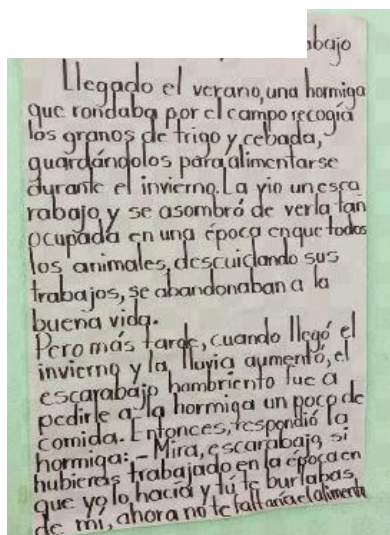 abajo
Llegado el verano, una hormiga
que rondaba por el campo recogía
los granos de trigo y cebada,
guardándolos para alimentarse
durante el invierno. La vio un esca
rabajo, y se asombró de verla tan
ocupada en una época en que todos
los animales, descuidando sus
trabajos, se abandonaban a la
buena vida.
Pero más tarde, cuando llegó el
invierno y la lluvia aumentó, el
escarabajo hambriento fue a
pedirle a la hormiga un poco de
comida. Entonces, respondió la
hormiga: - Mira, escarabajo, si
hubieras trabajado en la época en
que yo lo hacía y tú te burlabas
de mí, ahora no te faltaría el alimento